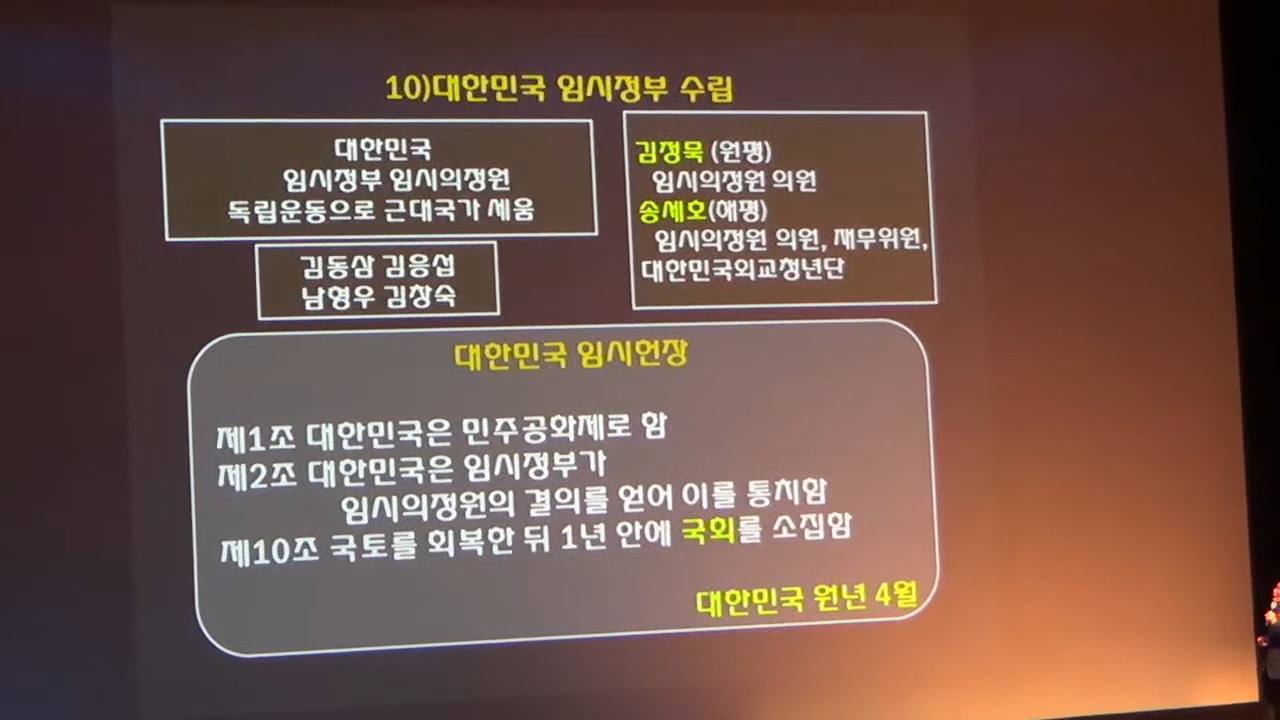 10)대한민국 임시정부 수립
대한민국
임시정부 임시의정원
독립운동으로 근대국가 세움
김동삼 김응섭
남형우 김창숙
김정묵 (원평)
임시의정원 의원
송세호(해평)
임시의정원 의원, 재무위원,
대한민국외교청년단
대한민국 임시헌장
제1조 대한민국은 민주공화제로 함
제2조 대한민국은 임시정부가
임시의정원의 결의를 얻어 이를 통치함
제10조 국토를 회복한 뒤 1년 안에 국회를 소집함
대한민국 원년 4월